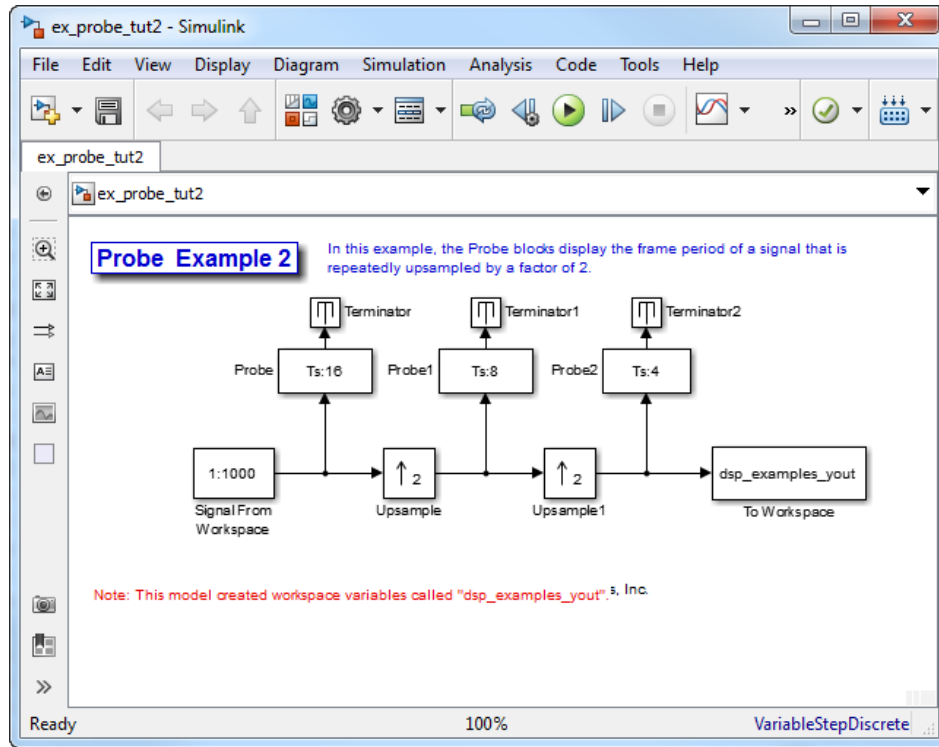 ex_probe_tut2 - Simulink
File Edit View Display Diagram Simulation Analysis Code Tools Help
ex_probe_tut2
ex_probe_tut2
Probe Example 2
In this example, the Probe blocks display the frame period of a signal that is
repeatedly upsampled by a factor of 2.
Terminator Terminator1 Terminator2
Probe Ts:16 Probe1 Ts:8 Probe2 Ts:4
1:1000 ↑2 ↑2 dsp_examples_yout
Signal From Upsample Upsample1 To Workspace
Workspace
Note: This model created workspace variables called "dsp_examples_yout". s, Inc.
Ready 100% VariableStepDiscrete